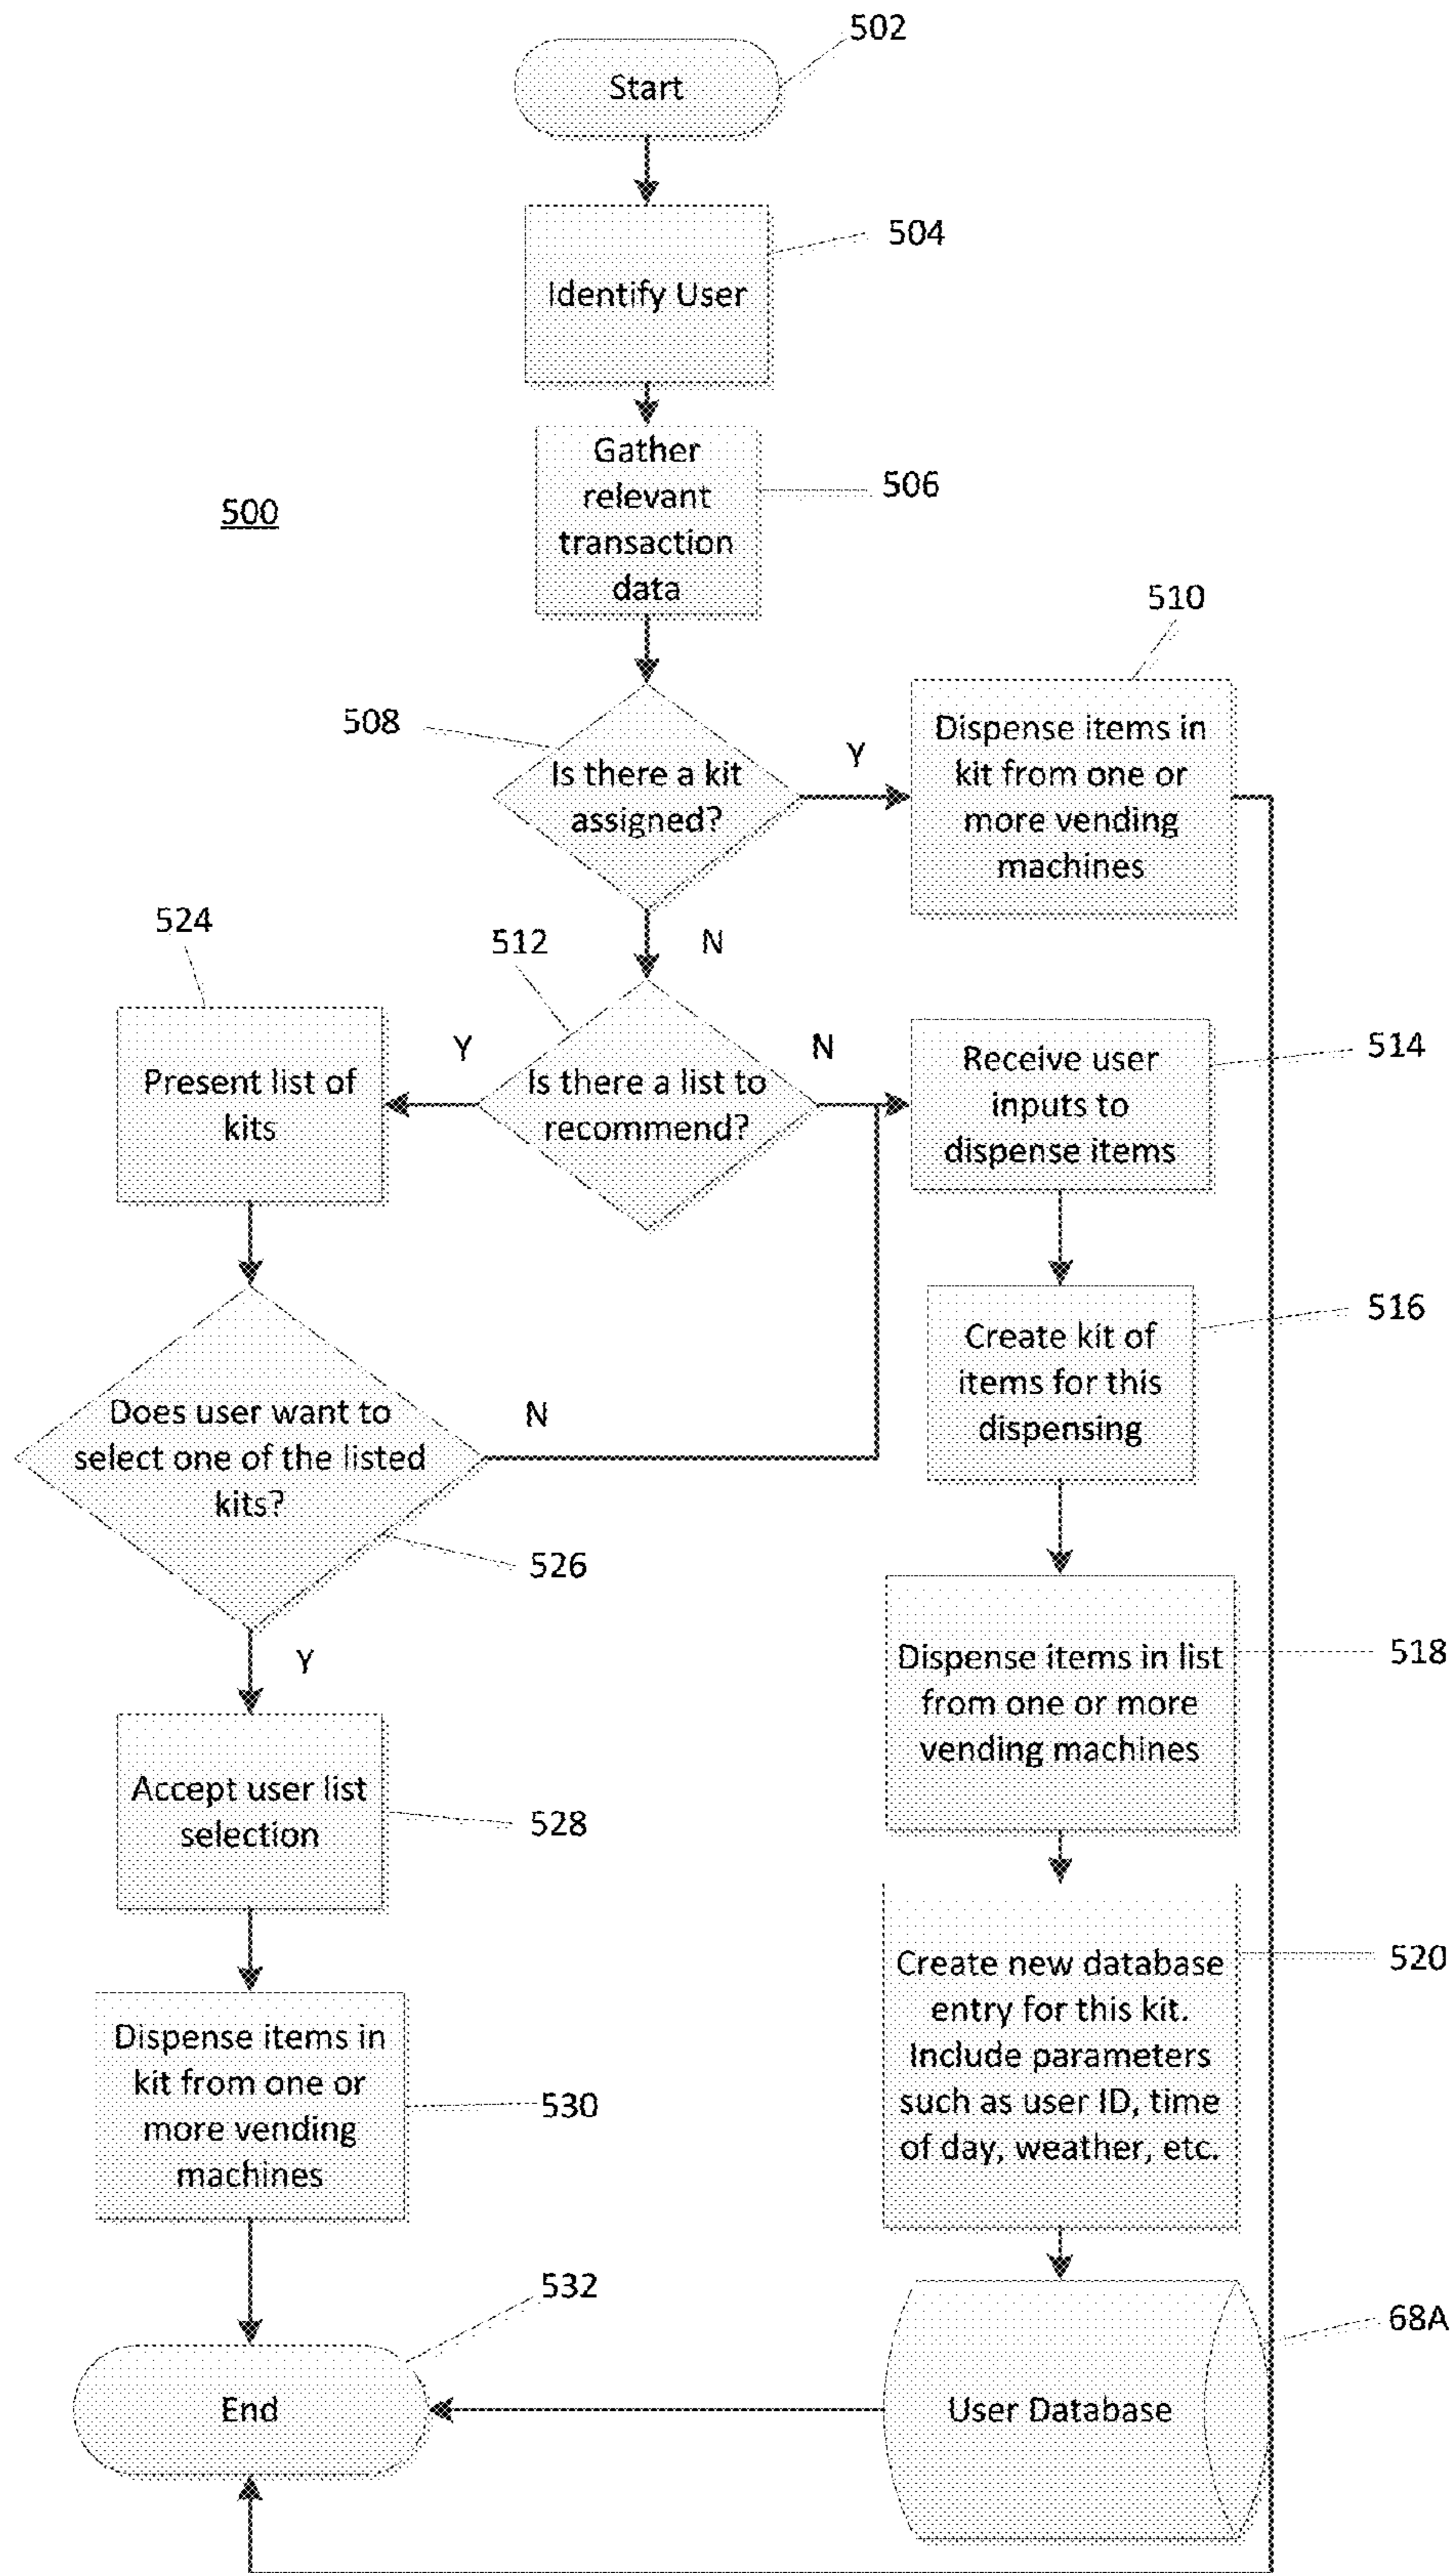 502
Start
504
Identify User
500
Gather
relevant
transaction
data
506
510
508
Is there a kit
assigned?
Y
Dispense items in
kit from one or
more vending
machines
N
524
512
Present list of
kits
Y
Is there a list to
recommend?
N
Receive user
inputs to
dispense items
514
Create kit of
items for this
dispensing
516
Does user want to
select one of the listed
kits?
N
526
Y
Dispense items in list
from one or more
vending machines
518
Accept user list
selection
528
Create new database
entry for this kit.
Include parameters
such as user ID, time
of day, weather, etc.
520
Dispense items in
kit from one or
more vending
machines
530
532
End
User Database
68A